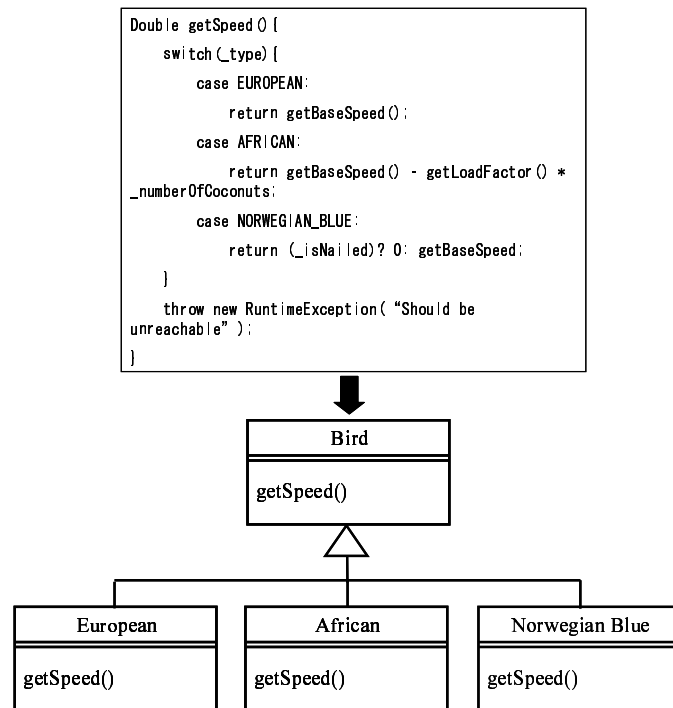 Double getSpeed(){
switch(_type){
case EUROPEAN:
return getBaseSpeed();
case AFRICAN:
return getBaseSpeed() - getLoadFactor() *
_numberOfCoconuts;
case NORWEGIAN_BLUE:
return (_isNailed)? 0: getBaseSpeed;
}
throw new RuntimeException( “Should be
unreachable” );
}
Bird
getSpeed()
European
African
Norwegian Blue
getSpeed()
getSpeed()
getSpeed()